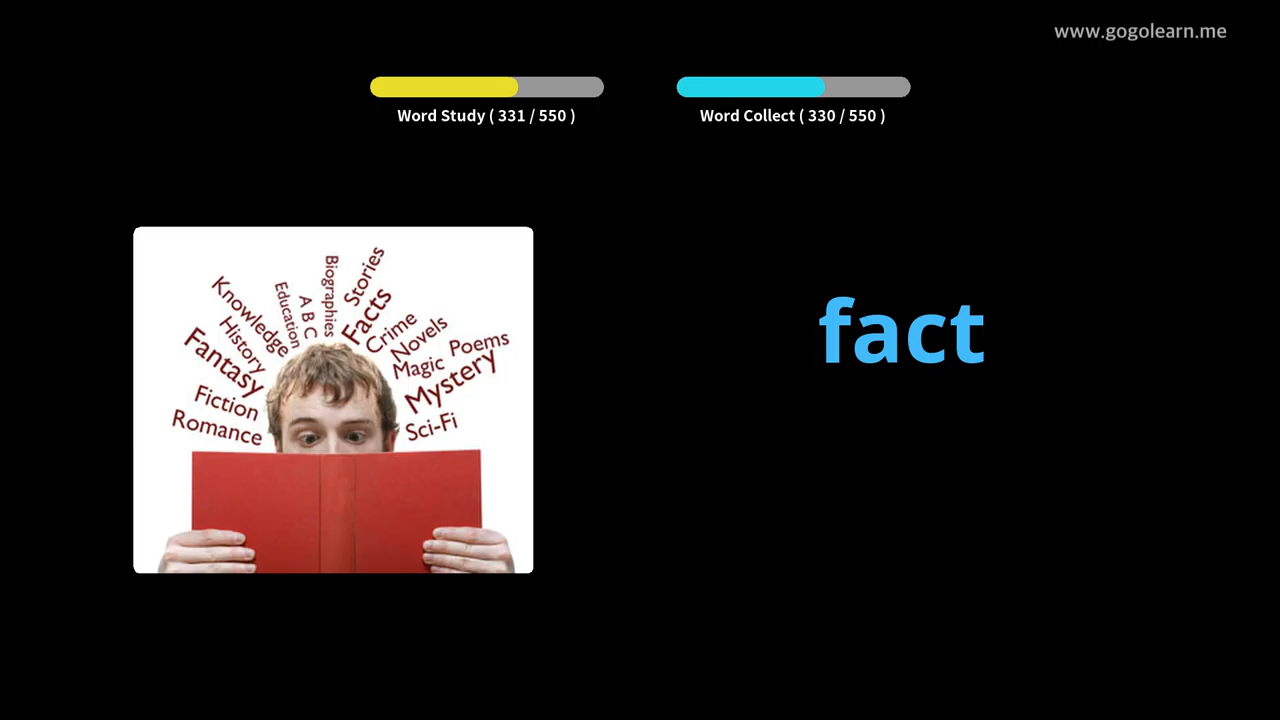 www.gogolearn.me
Word Study ( 331 / 550 )
Word Collect ( 330 / 550 )
Romance
Fiction
Fantasy
History
Knowledge
Education
A B C
Biographies
Stories
Facts
Crime
Novels
Magic
Poems
Mystery
Sci-Fi
fact